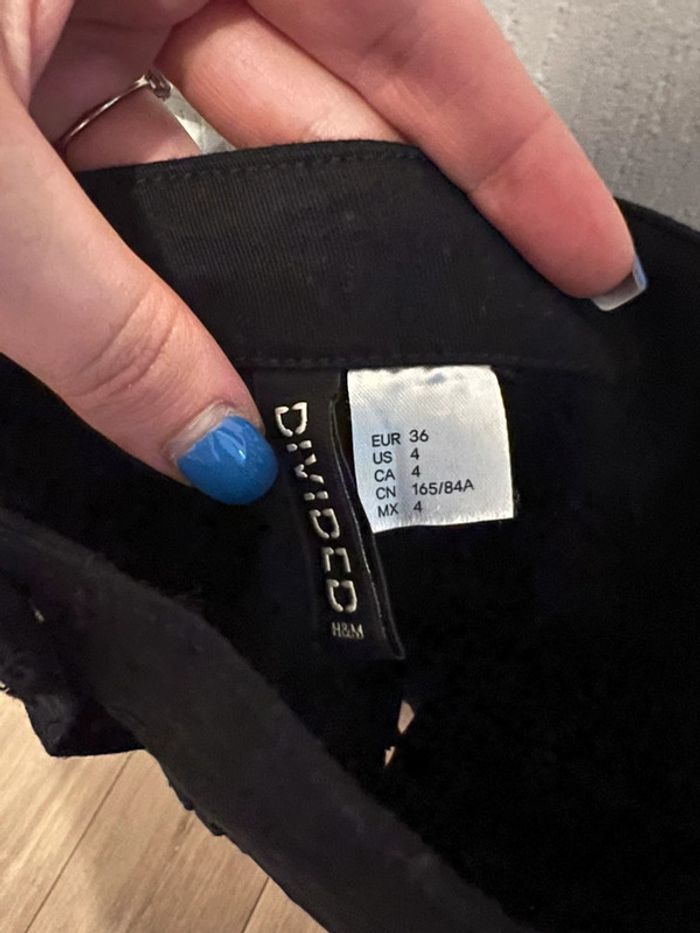 DIVIDED
H&M
EUR 36
US 4
CA 4
CN 165/84A
MX 4